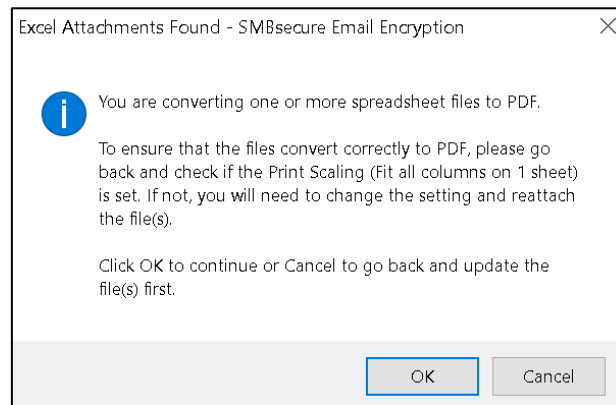 Excel Attachments Found - SMBsecure Email Encryption
You are converting one or more spreadsheet files to PDF.
To ensure that the files convert correctly to PDF, please go
back and check if the Print Scaling (Fit all columns on 1 sheet)
is set. If not, you will need to change the setting and reattach
the file(s).
Click OK to continue or Cancel to go back and update the
file(s) first.
OK
Cancel